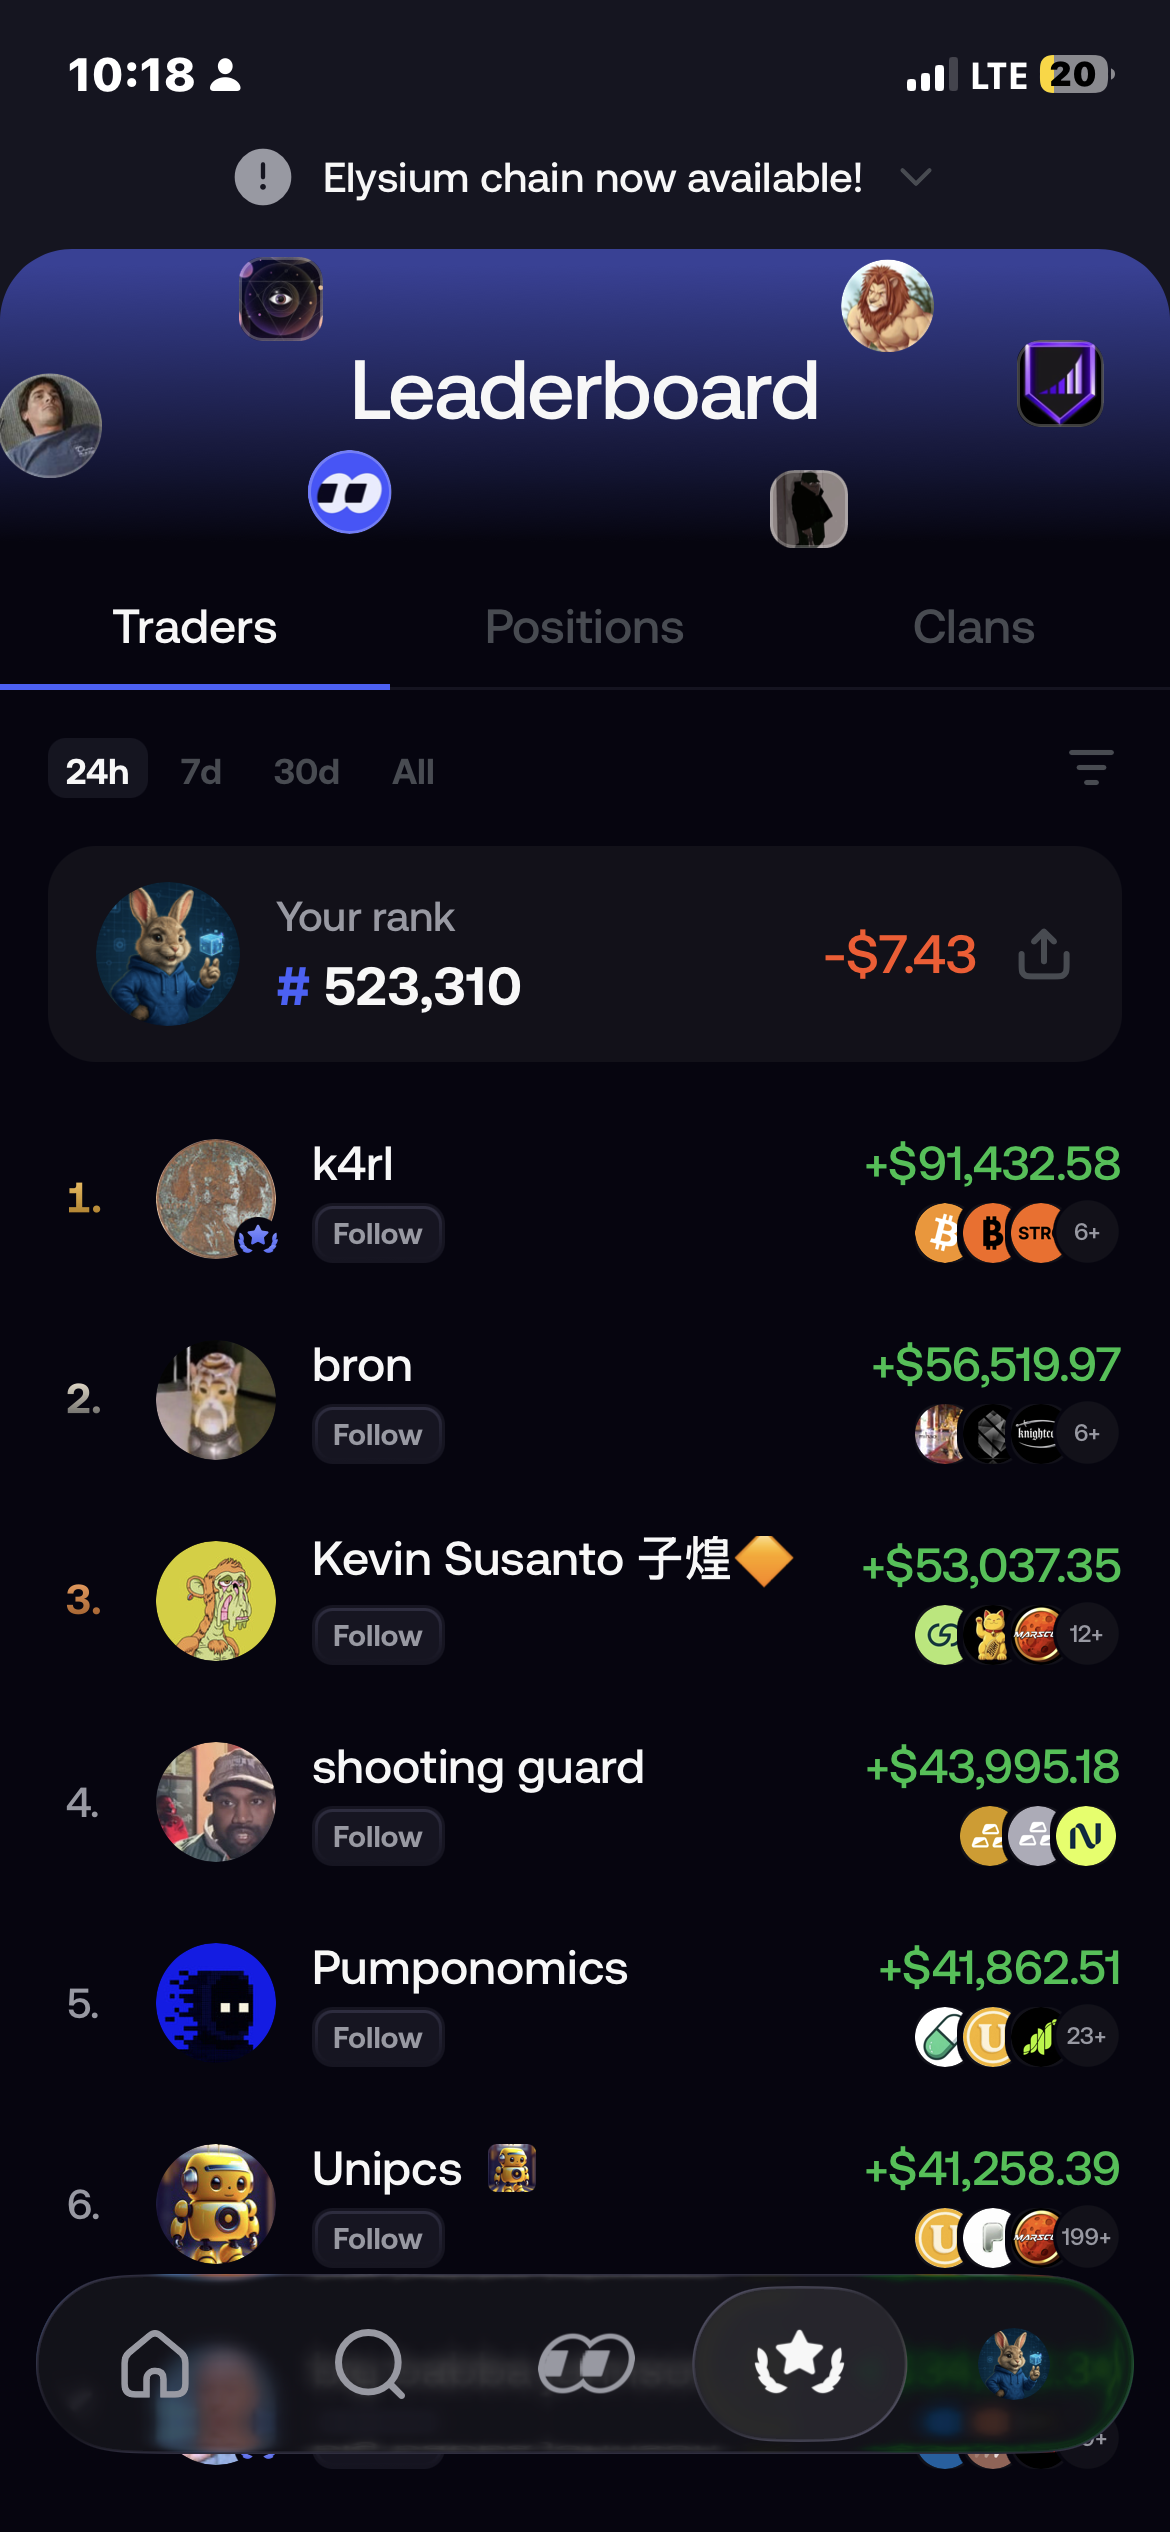 10:18
LTE
20
Elysium chain now available!
Leaderboard
Traders
Positions
Clans
24h
7d
30d
All
Your rank
# 523,310
-$7.43
1.
k4rl
Follow
+$91,432.58
STR
6+
2.
bron
Follow
+$56,519.97
6+
3.
Kevin Susanto 子煌🔶
Follow
+$53,037.35
12+
4.
shooting guard
Follow
+$43,995.18
5.
Pumponomics
Follow
+$41,862.51
U
23+
6.
Unipcs
Follow
+$41,258.39
U
199+